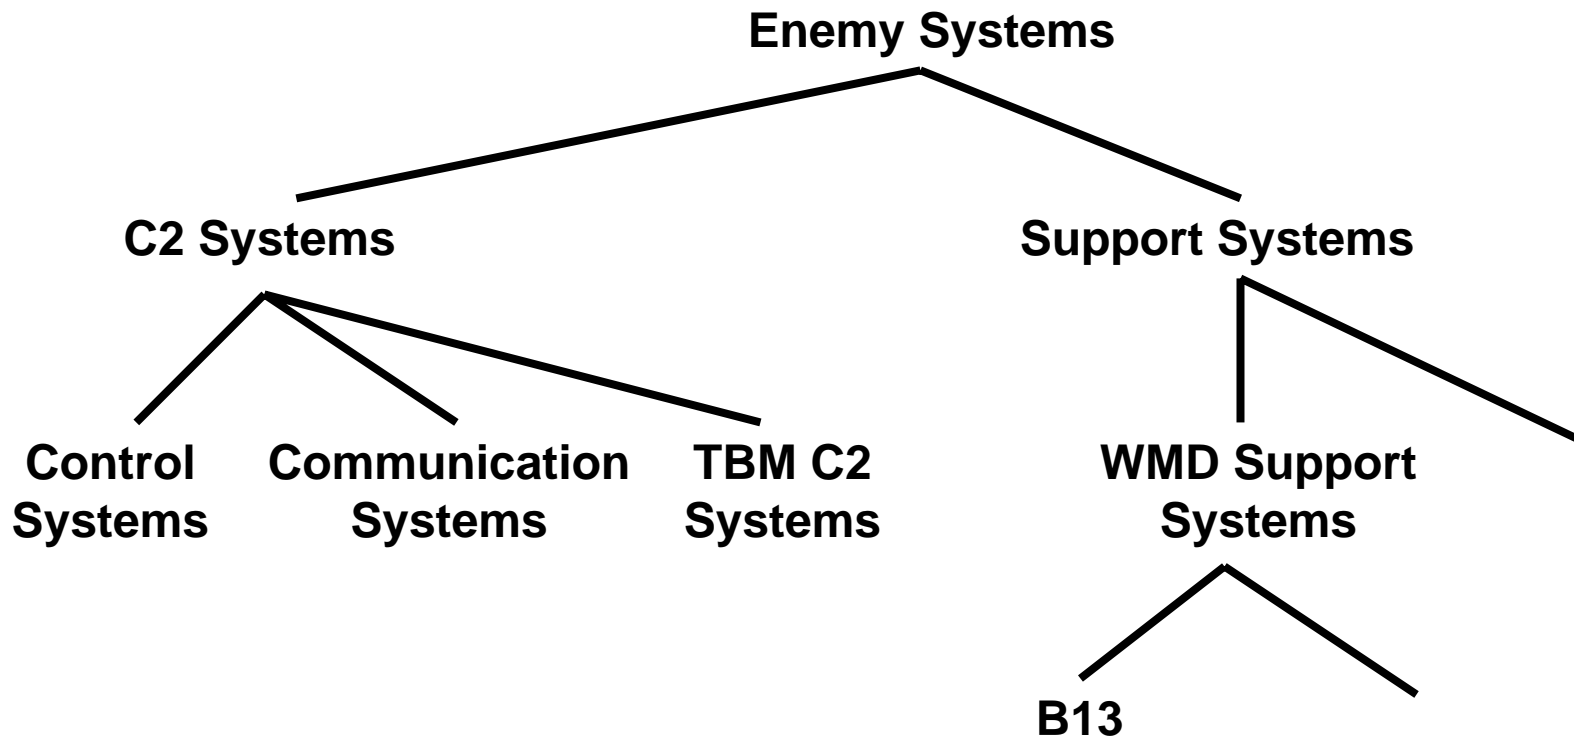 Enemy Systems
C2 Systems
Support Systems
Control
Systems
Communication
Systems
TBM C2
Systems
WMD Support
Systems
B13